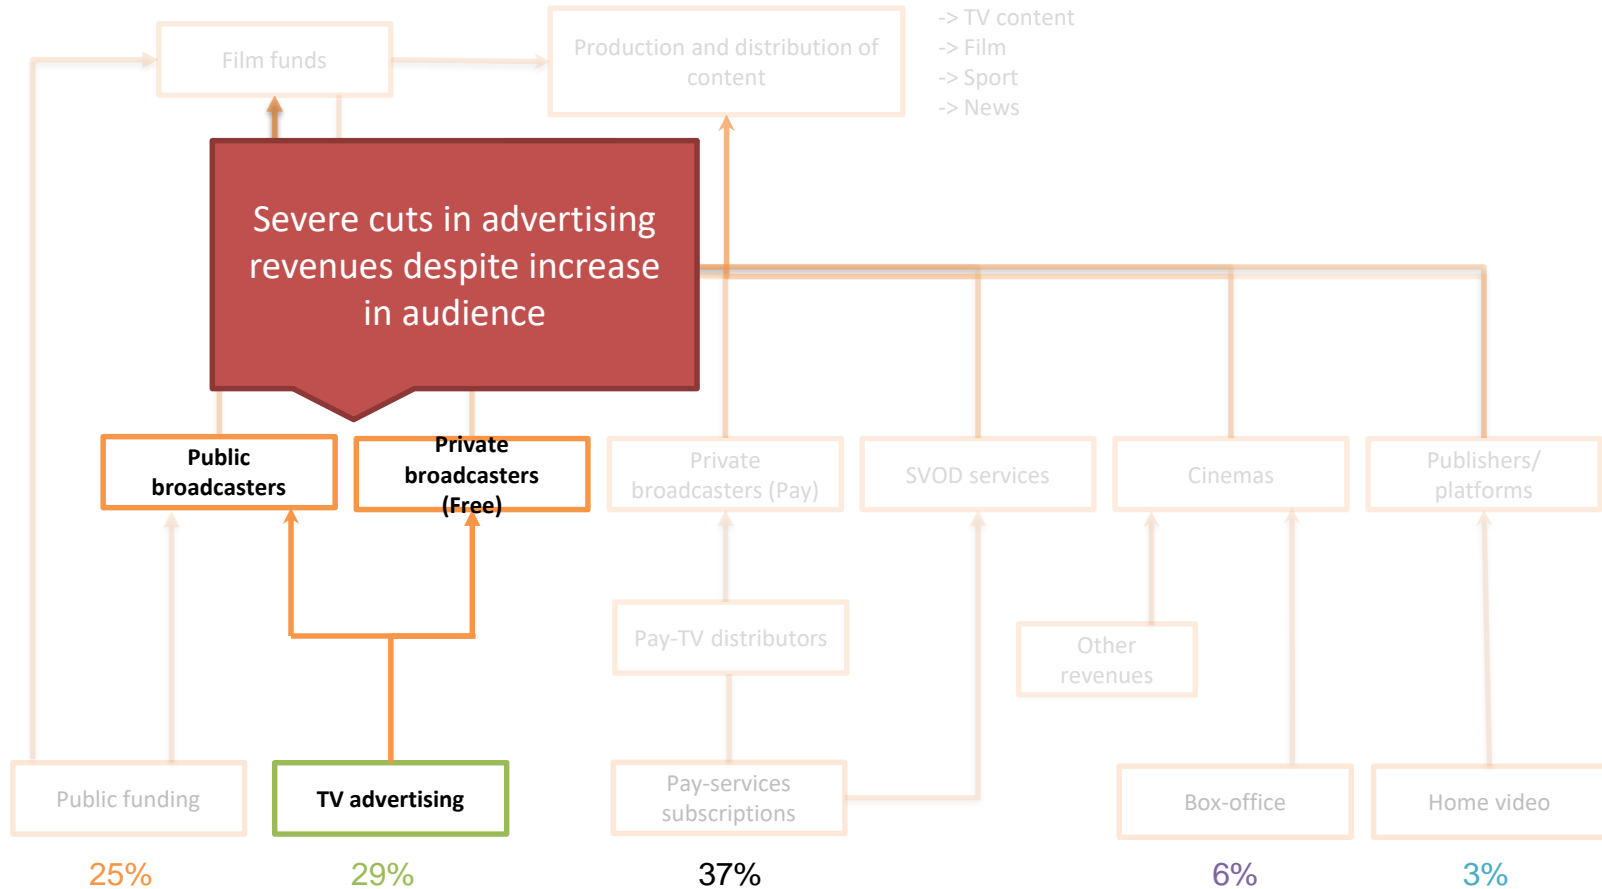 Film funds
Production and distribution of
content
-> TV content
-> Film
-> Sport
-> News
Severe cuts in advertising
revenues despite increase
in audience
Public
broadcasters
Private
broadcasters
(Free)
Private
broadcasters (Pay)
SVOD services
Cinemas
Publishers/
platforms
Pay-TV distributors
Other
revenues
Public funding
TV advertising
Pay-services
subscriptions
Box-office
Home video
25%
29%
37%
6%
3%